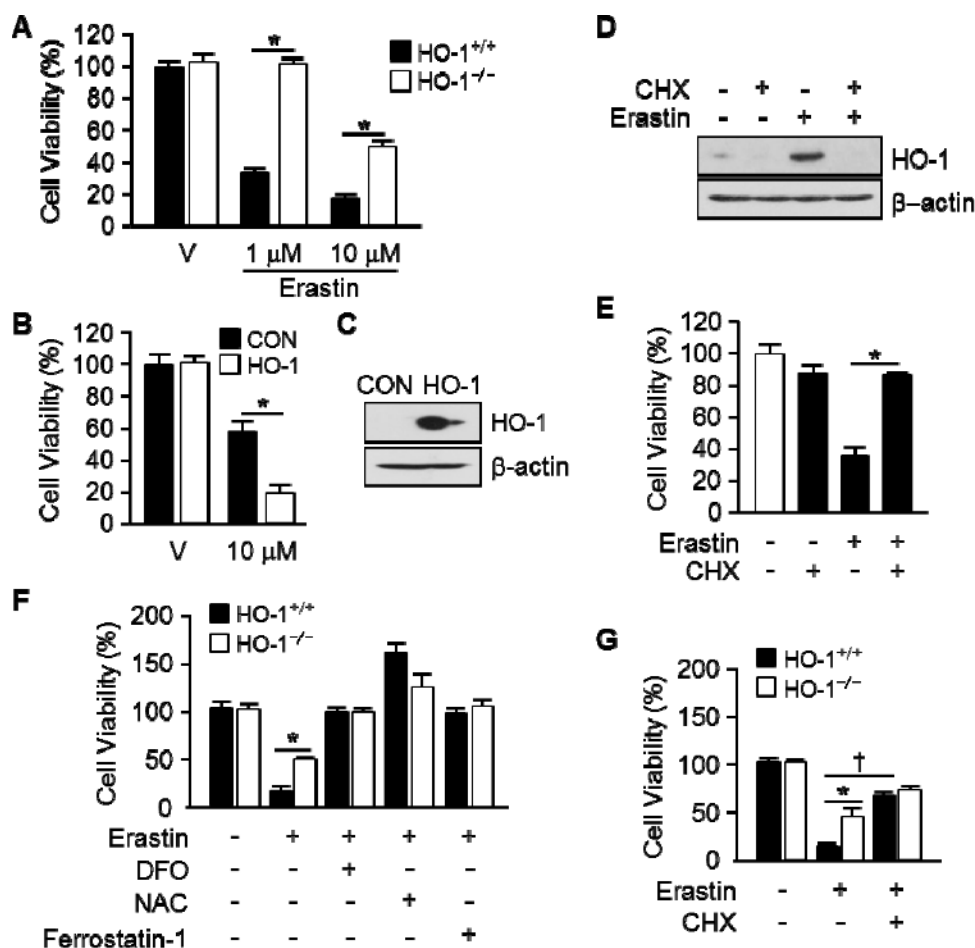 A
Cell Viability (%)
120
100
80
60
40
20
0
*
*
HO-1+/+
HO-1−/−
V 1 μM 10 μM
Erastin
B
Cell Viability (%)
120
100
80
60
40
20
0
CON
HO-1
*
V 10 μM
C
CON HO-1
HO-1
β-actin
D
CHX - + - +
Erastin - - + +
HO-1
β–actin
E
Cell Viability (%)
120
100
80
60
40
20
0
*
Erastin - - + +
CHX - + - +
F
Cell Viability (%)
200
150
100
50
0
HO-1+/+
HO-1−/−
*
Erastin - + + + +
DFO - - + - -
NAC - - - + -
Ferrostatin-1 - - - - +
G
Cell Viability (%)
200
150
100
50
0
HO-1+/+
HO-1−/−
†
*
Erastin - + +
CHX - - +